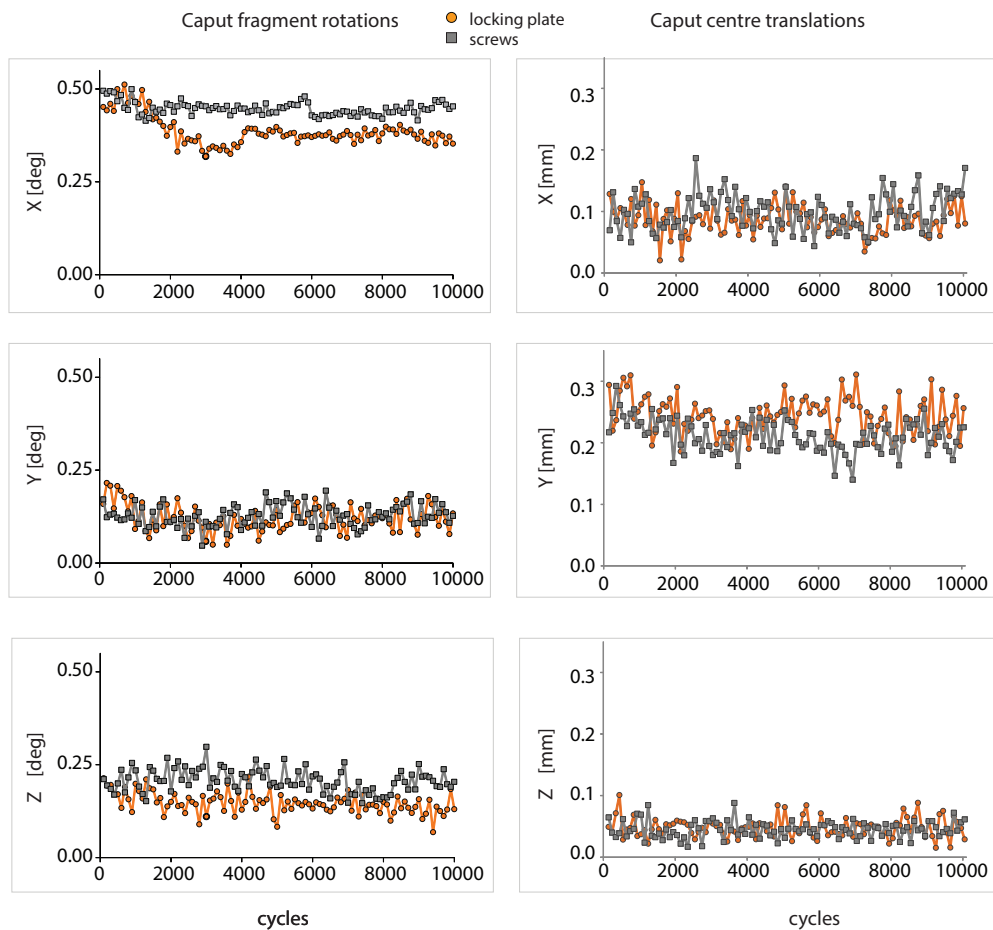 Caput fragment rotations
locking plate
screws
Caput centre translations
0.50
0.25
0.00
X [deg]
0 2000 4000 6000 8000 10000
0.3
0.2
0.1
0.0
X [mm]
0 2000 4000 6000 8000 10000
0.50
0.25
0.00
Y [deg]
0 2000 4000 6000 8000 10000
0.3
0.2
0.1
0.0
Y [mm]
0 2000 4000 6000 8000 10000
0.50
0.25
0.00
Z [deg]
0 2000 4000 6000 8000 10000
0.3
0.2
0.1
0.0
Z [mm]
0 2000 4000 6000 8000 10000
cycles
cycles